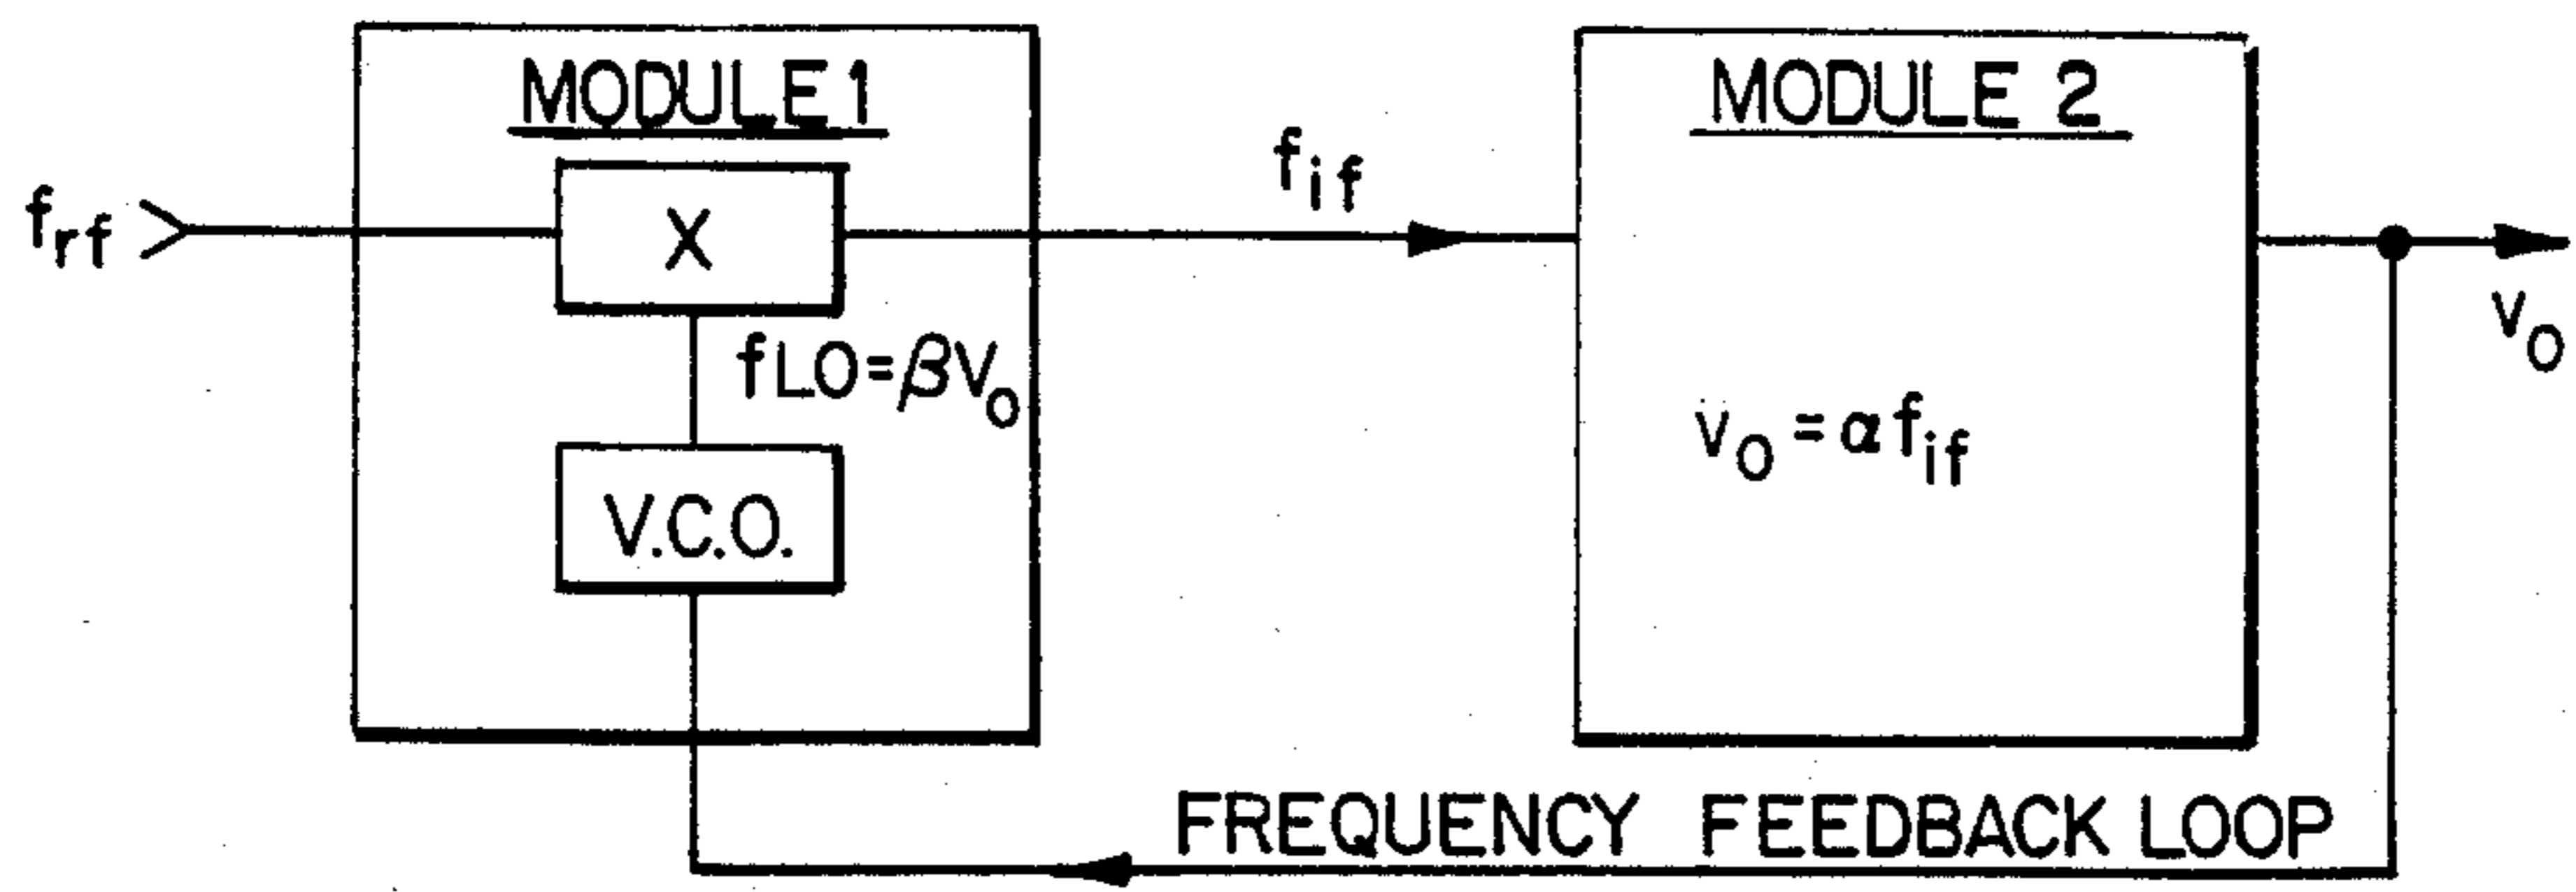 MODULE 1
MODULE 2
f_rf
X
f_if
v_o
fLO=βV_o
v_o = αf_if
V.C.O.
FREQUENCY FEEDBACK LOOP